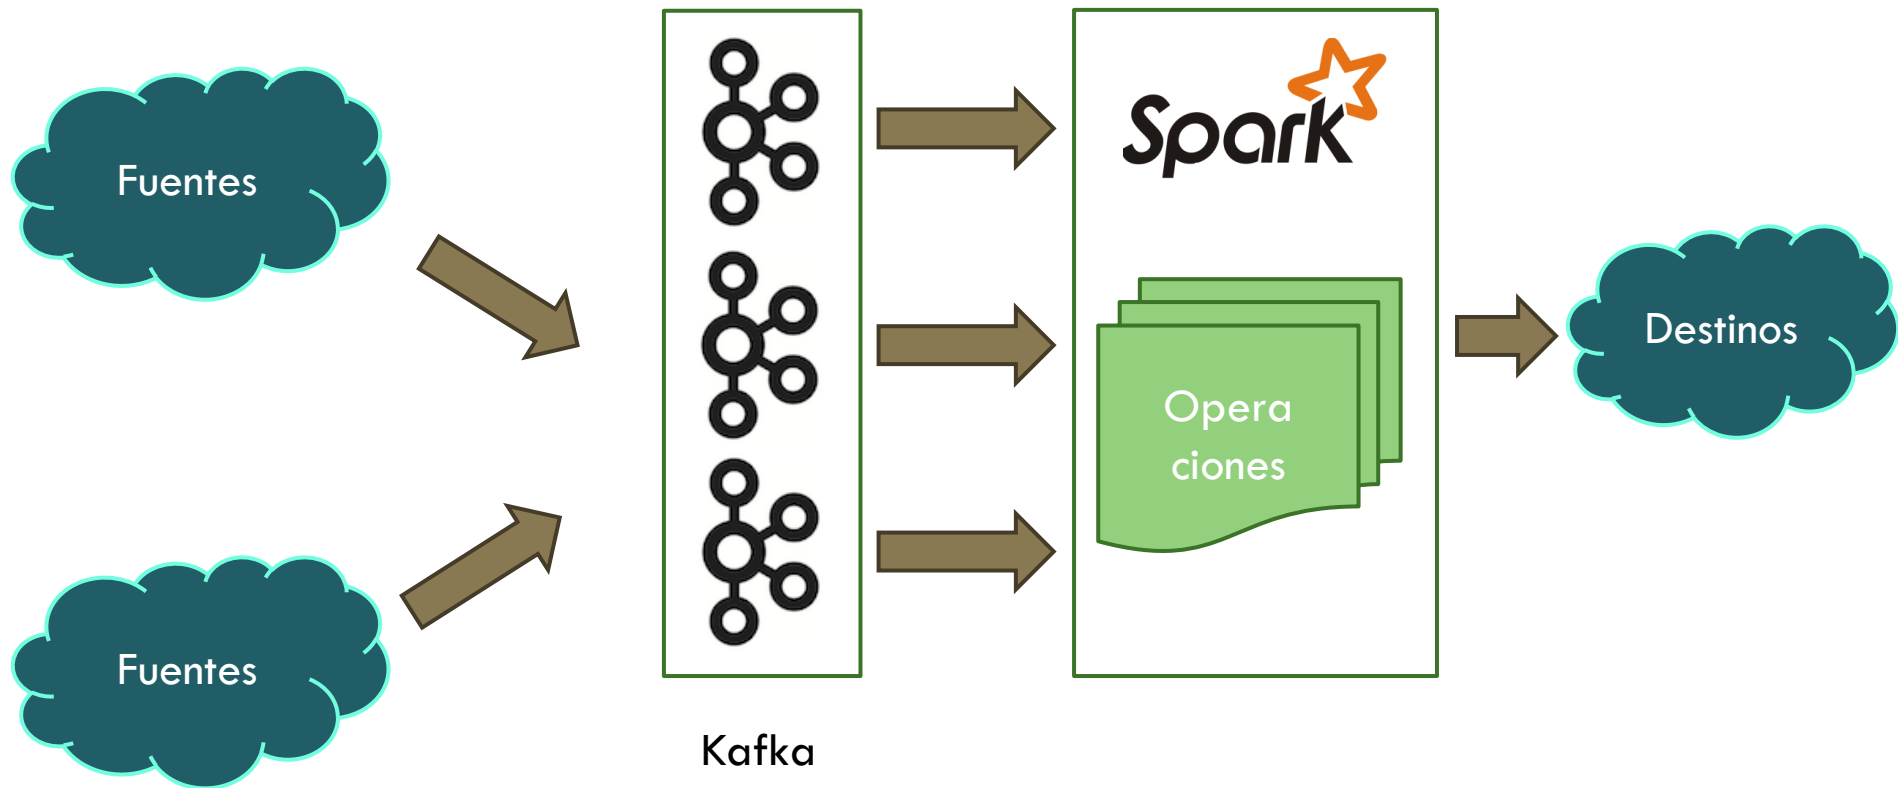 Fuentes
Fuentes
Kafka
Spark
Opera
ciones
Destinos